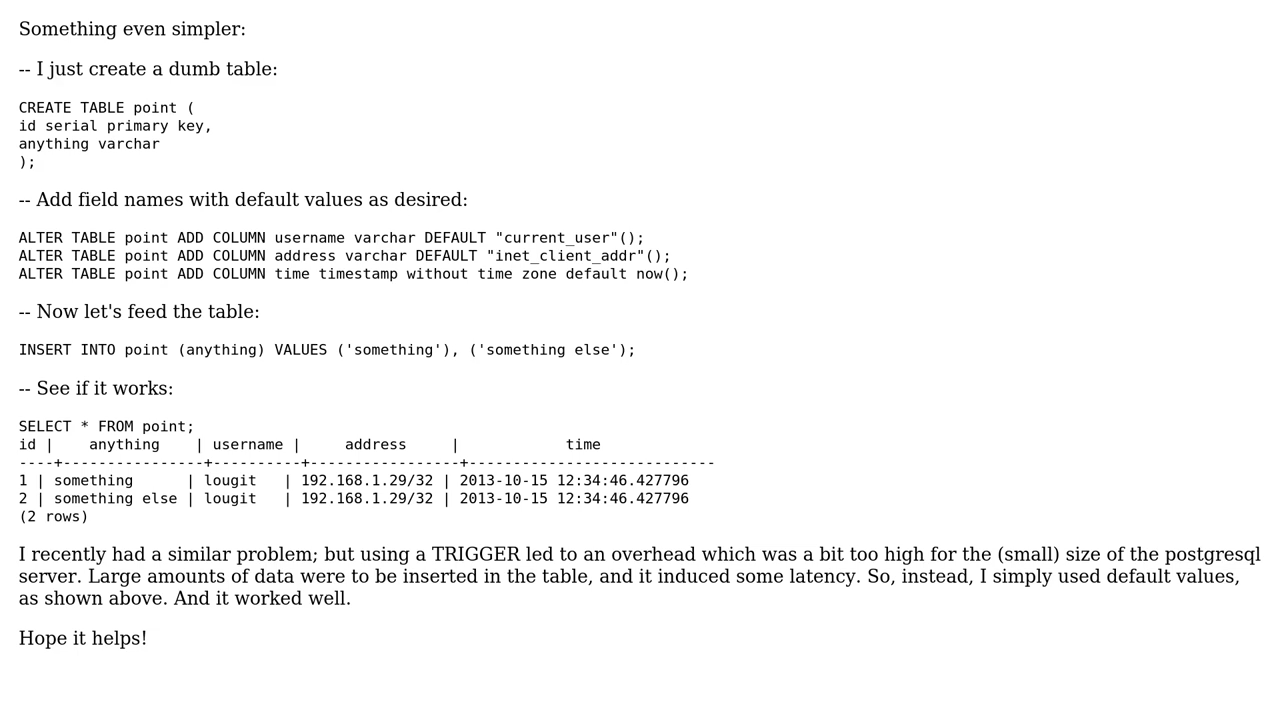 Something even simpler:
-- I just create a dumb table:
CREATE TABLE point (
id serial primary key,
anything varchar
);
-- Add field names with default values as desired:
ALTER TABLE point ADD COLUMN username varchar DEFAULT "current_user"();
ALTER TABLE point ADD COLUMN address varchar DEFAULT "inet_client_addr"();
ALTER TABLE point ADD COLUMN time timestamp without time zone default now();
-- Now let's feed the table:
INSERT INTO point (anything) VALUES ('something'), ('something else');
-- See if it works:
SELECT * FROM point;
id |    anything    | username |     address     |            time
----+----------------+----------+-----------------+----------------------------
1 | something      | lougit   | 192.168.1.29/32 | 2013-10-15 12:34:46.427796
2 | something else | lougit   | 192.168.1.29/32 | 2013-10-15 12:34:46.427796
(2 rows)
I recently had a similar problem; but using a TRIGGER led to an overhead which was a bit too high for the (small) size of the postgresql
server. Large amounts of data were to be inserted in the table, and it induced some latency. So, instead, I simply used default values,
as shown above. And it worked well.
Hope it helps!